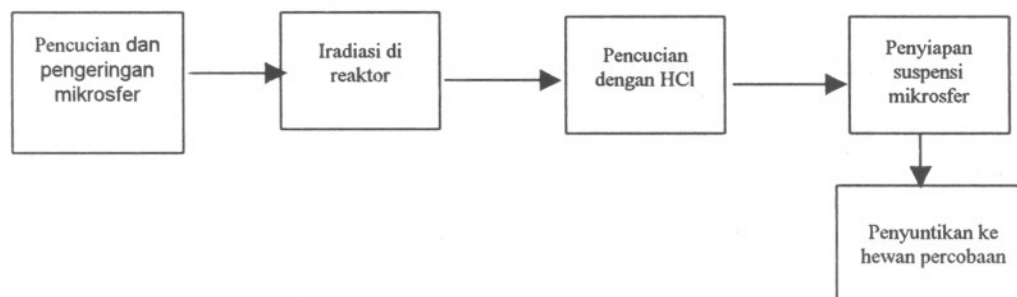 Pencucian dan
pengeringan
mikrosfer
Iradiasi di
reaktor
Pencucian
dengan HCl
Penyiapan
suspensi
mikrosfer
Penyuntikan ke
hewan percobaan